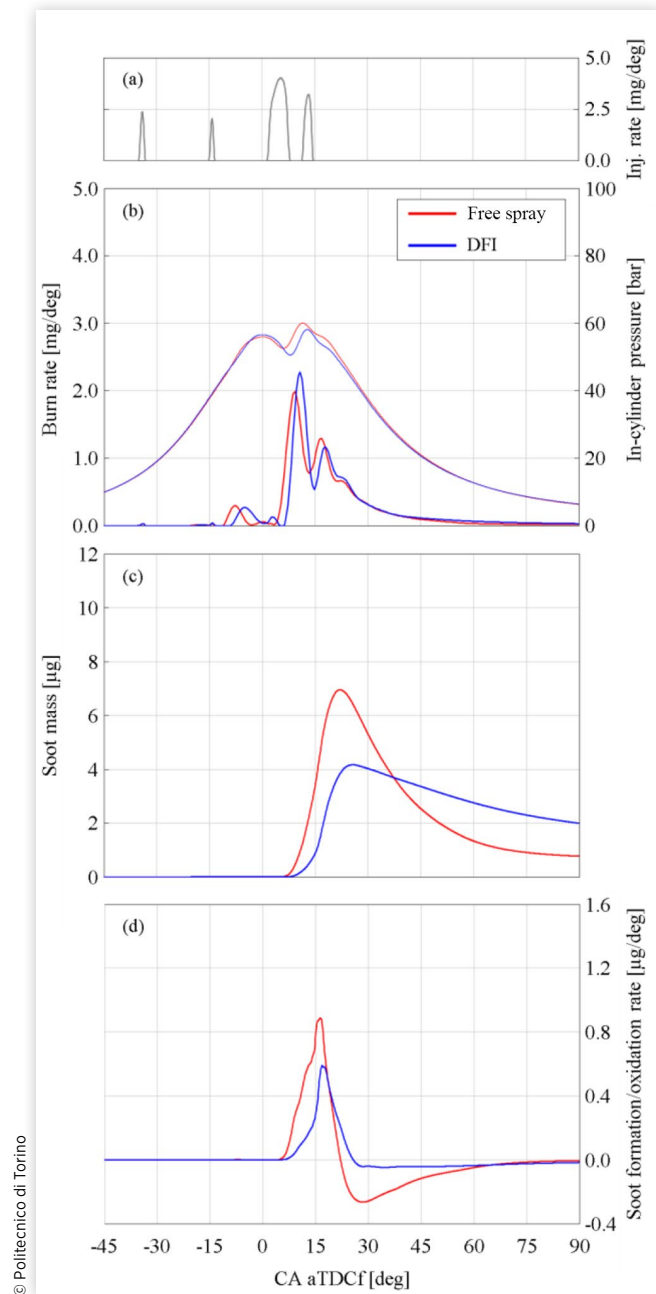 (a)
5.0
2.5
0.0
Inj. rate [mg/deg]
(b)
Free spray
DFI
5.0
4.0
3.0
2.0
1.0
0.0
Burn rate [mg/deg]
100
80
60
40
20
0
In-cylinder pressure [bar]
(c)
12
10
8
6
4
2
0
Soot mass [µg]
(d)
1.6
1.2
0.8
0.4
0.0
-0.4
Soot formation/oxidation rate [µg/deg]
-45 -30 -15 0 15 30 45 60 75 90
CA aTDCf [deg]
© Politecnico di Torino